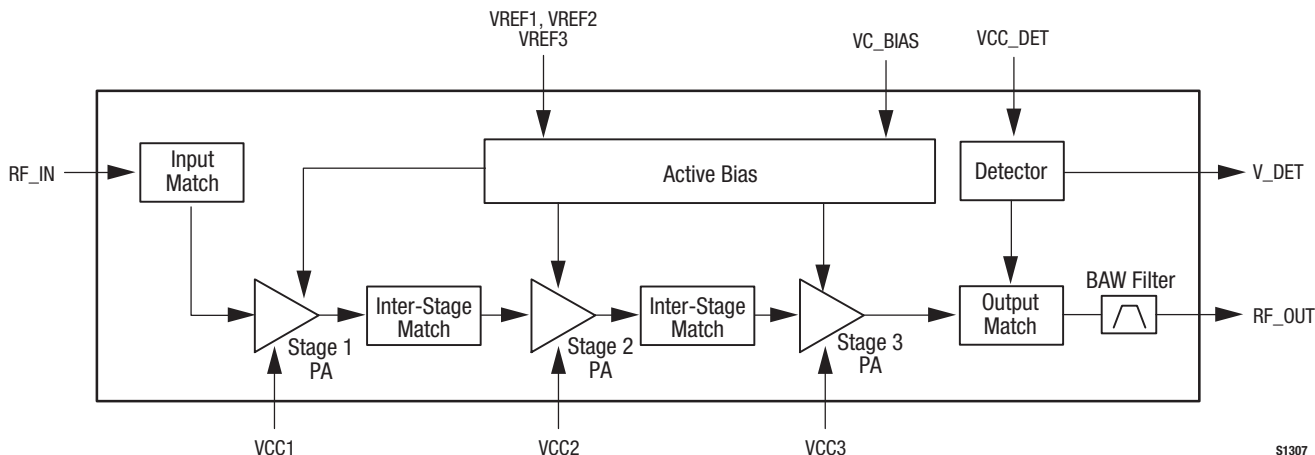 VREF1, VREF2
VREF3
VC_BIAS
VCC_DET
RF_IN
Input
Match
Active Bias
Detector
V_DET
Stage 1
PA
Inter-Stage
Match
Stage 2
PA
Inter-Stage
Match
Stage 3
PA
Output
Match
BAW Filter
RF_OUT
VCC1
VCC2
VCC3
S1307